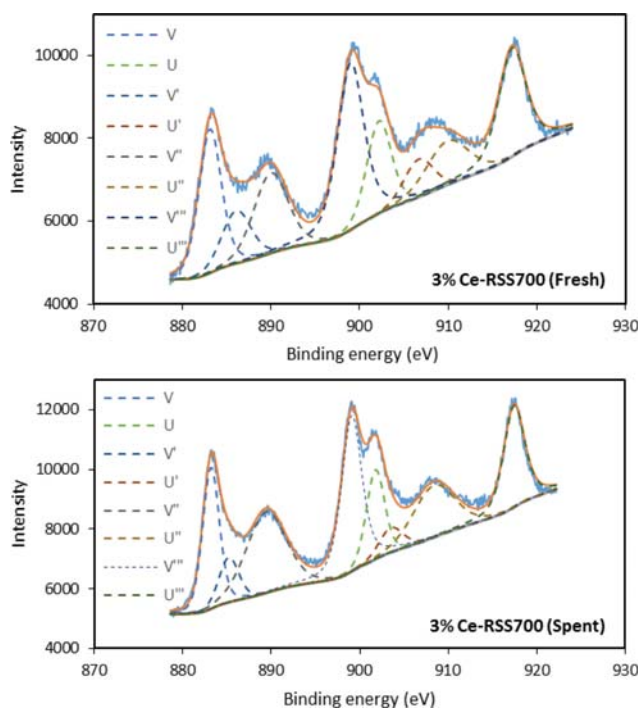 10000
8000
6000
4000
Intensity
V
U
V'
U'
V''
U''
V'''
U'''
3% Ce-RSS700 (Fresh)
870 880 890 900 910 920 930
Binding energy (eV)
12000
10000
8000
6000
4000
Intensity
V
U
V'
U'
V''
U''
V'''
U'''
3% Ce-RSS700 (Spent)
870 880 890 900 910 920 930
Binding energy (eV)